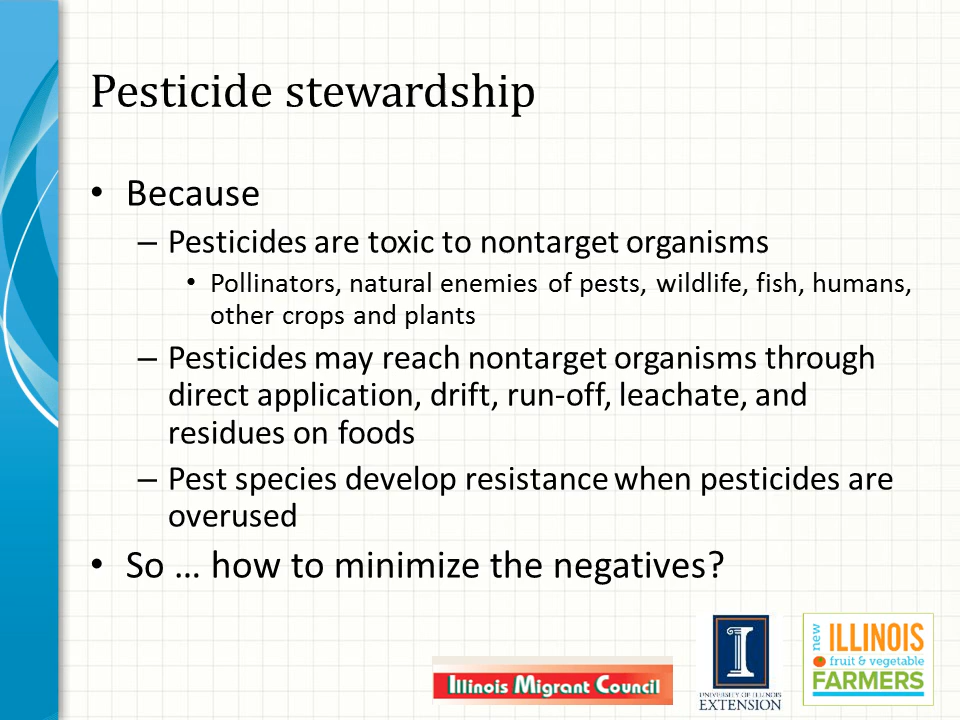 Pesticide stewardship
• Because
– Pesticides are toxic to nontarget organisms
• Pollinators, natural enemies of pests, wildlife, fish, humans,
other crops and plants
– Pesticides may reach nontarget organisms through
direct application, drift, run-off, leachate, and
residues on foods
– Pest species develop resistance when pesticides are
overused
• So … how to minimize the negatives?
Illinois Migrant Council
I
UNIVERSITY OF ILLINOIS
EXTENSION
new
ILLINOIS
fruit & vegetable
FARMERS